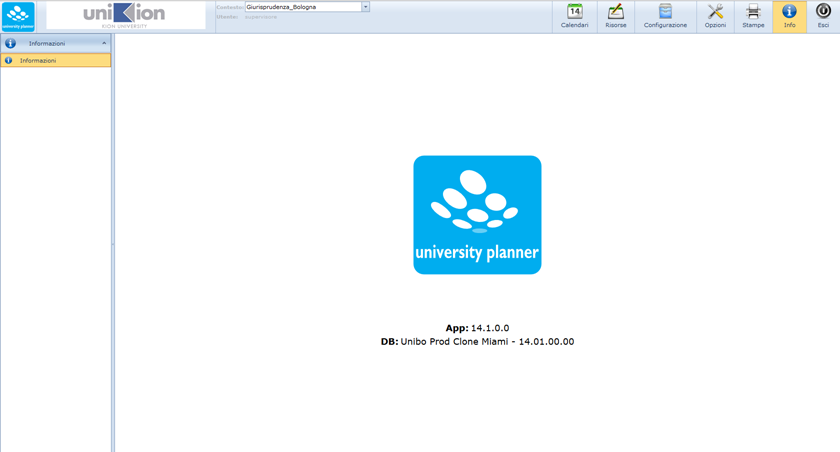 university planner
uniKion
KION UNIVERSITY
Contesto: Giurisprudenza_Bologna
Utente: supervisore
14
Calendari
Risorse
Configurazione
Opzioni
Stampe
Info
Esci
Informazioni
Informazioni
university planner
App: 14.1.0.0
DB: Unibo Prod Clone Miami - 14.01.00.00